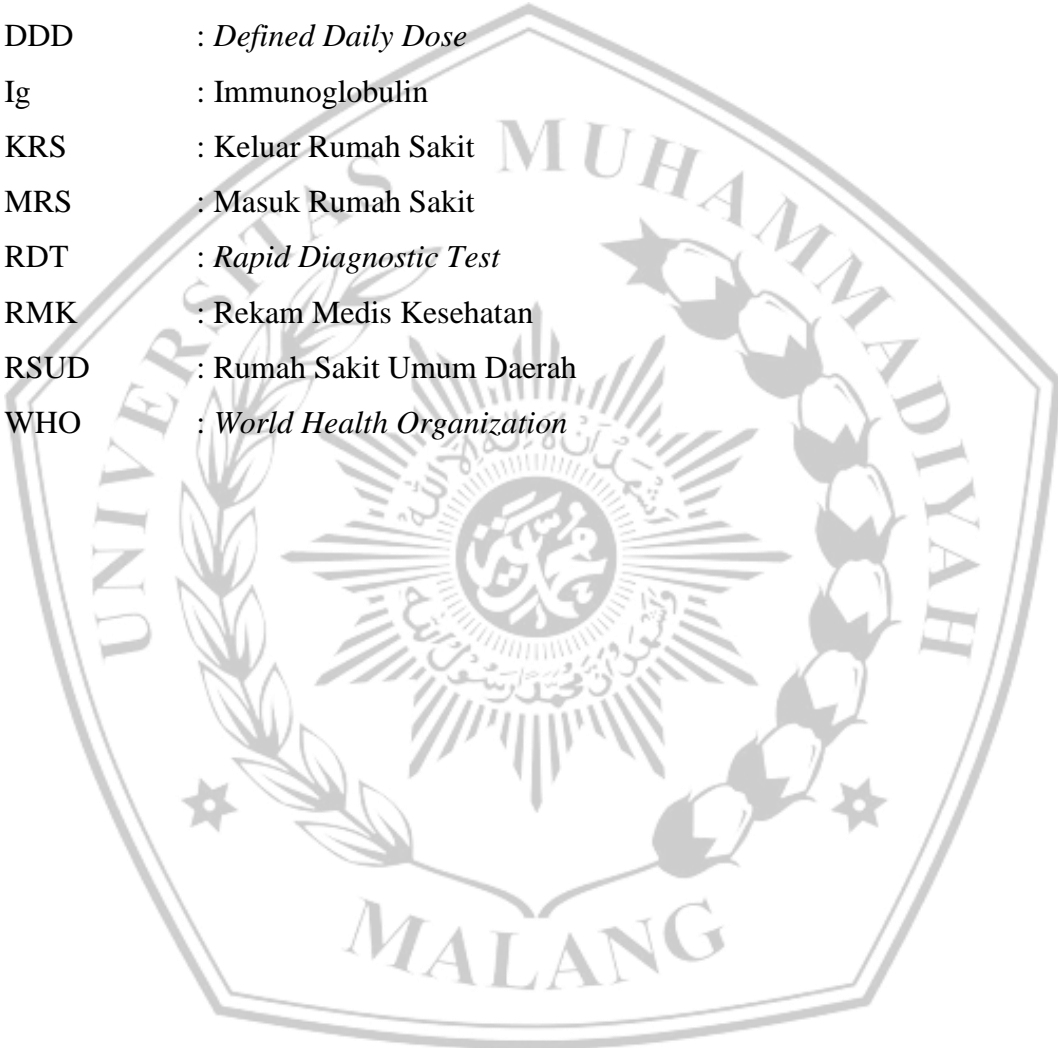 DDD : Defined Daily Dose
Ig : Immunoglobulin
KRS : Keluar Rumah Sakit
MRS : Masuk Rumah Sakit
RDT : Rapid Diagnostic Test
RMK : Rekam Medis Kesehatan
RSUD : Rumah Sakit Umum Daerah
WHO : World Health Organization
UNIVERSITAS MUHAMMADIYAH
MALANG